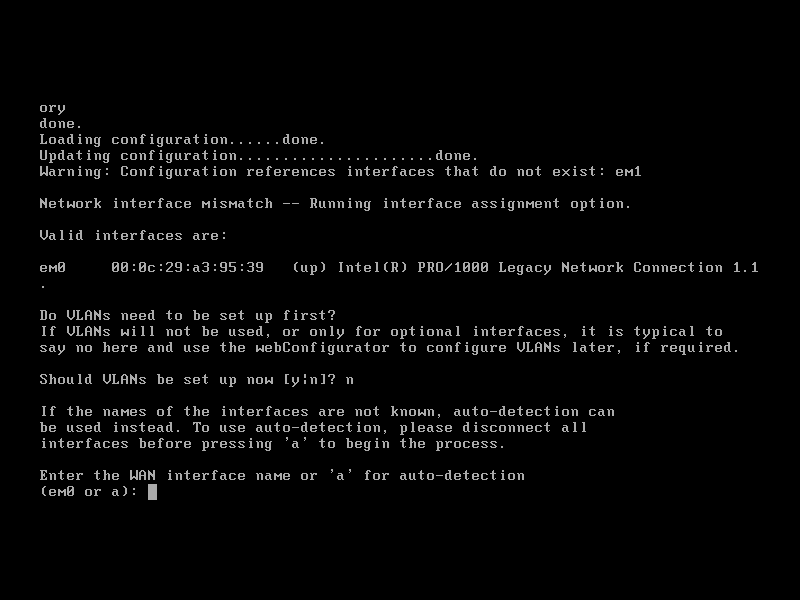 ory
done.
Loading configuration......done.
Updating configuration......................done.
Warning: Configuration references interfaces that do not exist: em1
Network interface mismatch -- Running interface assignment option.
Valid interfaces are:
em0     00:0c:29:a3:95:39   (up) Intel(R) PRO/1000 Legacy Network Connection 1.1
.
Do VLANs need to be set up first?
If VLANs will not be used, or only for optional interfaces, it is typical to
say no here and use the webConfigurator to configure VLANs later, if required.
Should VLANs be set up now [y|n]? n
If the names of the interfaces are not known, auto-detection can
be used instead. To use auto-detection, please disconnect all
interfaces before pressing 'a' to begin the process.
Enter the WAN interface name or 'a' for auto-detection
(em0 or a):